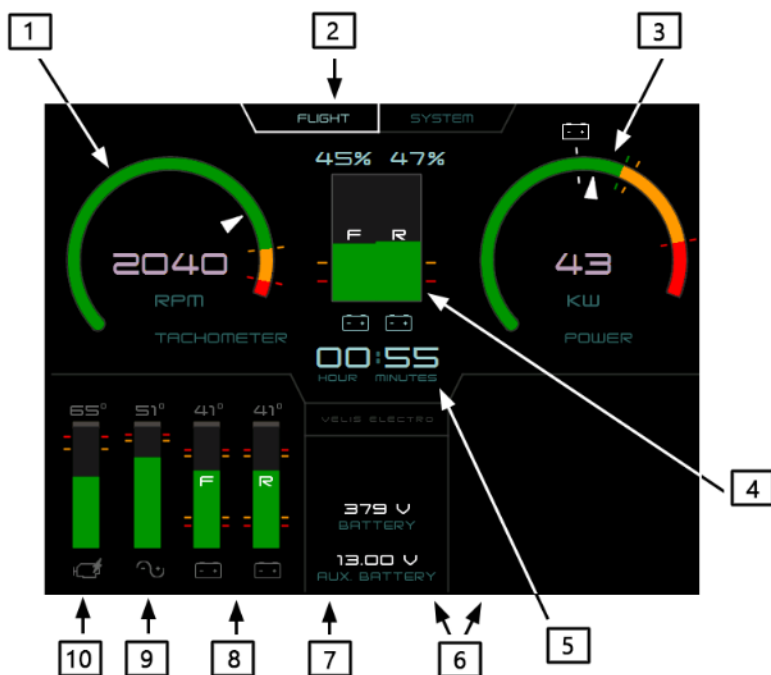 1 2 3
FLIGHT SYSTEM
45% 47%
F R
2040
RPM
TACHOMETER
43
KW
POWER
00:55
HOUR MINUTES
65° 51° 41° 41°
F R
VELIS ELECTRO
379 V
BATTERY
13.00 V
AUX. BATTERY
4
5
10 9 8 7 6